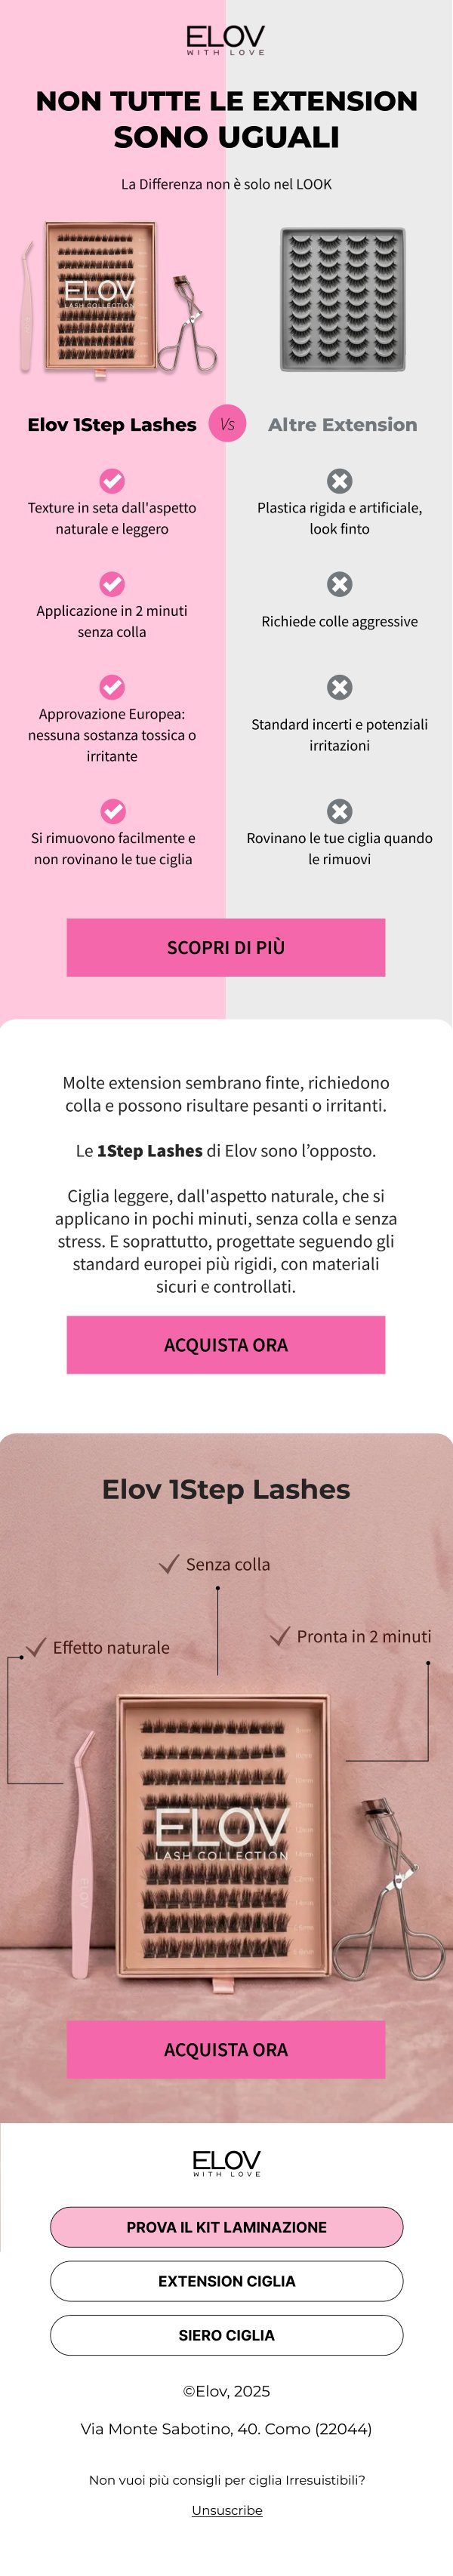 ELOV
WITH LOVE
NON TUTTE LE EXTENSION
SONO UGUALI
La Differenza non è solo nel LOOK
ELOV
LASH COLLECTION
Elov 1Step Lashes
Vs
Altre Extension
Texture in seta dall'aspetto
naturale e leggero
Plastica rigida e artificiale,
look finto
Applicazione in 2 minuti
senza colla
Richiede colle aggressive
Approvazione Europea:
nessuna sostanza tossica o
irritante
Standard incerti e potenziali
irritazioni
Si rimuovono facilmente e
non rovinano le tue ciglia
Rovinano le tue ciglia quando
le rimuovi
SCOPRI DI PIÙ
Molte extension sembrano finte, richiedono
colla e possono risultare pesanti o irritanti.
Le 1Step Lashes di Elov sono l'opposto.
Ciglia leggere, dall'aspetto naturale, che si
applicano in pochi minuti, senza colla e senza
stress. E soprattutto, progettate seguendo gli
standard europei più rigidi, con materiali
sicuri e controllati.
ACQUISTA ORA
Elov 1Step Lashes
Senza colla
Pronta in 2 minuti
Effetto naturale
ELOV
LASH COLLECTION
ELOV
ACQUISTA ORA
ELOV
WITH LOVE
PROVA IL KIT LAMINAZIONE
EXTENSION CIGLIA
SIERO CIGLIA
©Elov, 2025
Via Monte Sabotino, 40. Como (22044)
Non vuoi più consigli per ciglia Irresuistibili?
Unsuscribe